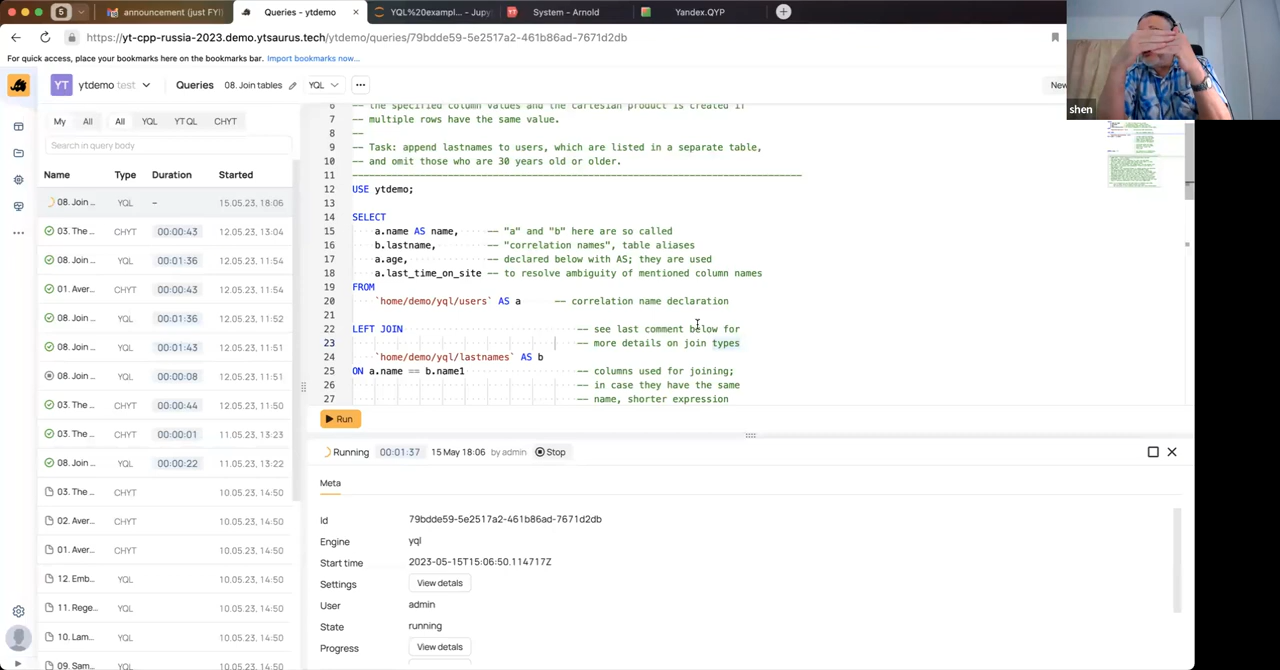 5
announcement (just FYI)
Queries - ytdemo
YQL%20exampl... - Jupy
System - Arnold
Yandex.QYP
https://yt-cpp-russia-2023.demo.ytsaurus.tech/ytdemo/queries/79bdde59-5e2517a2-461b86ad-7671d2db
For quick access, place your bookmarks here on the bookmarks bar. Import bookmarks now...
YT ytdemo test Queries 08. Join tables YQL ... New
My All All YQL YT QL CHYT
Search in query body
Name Type Duration Started
08. Join ... YQL – 15.05.23, 18:06
03. The ... CHYT 00:00:43 12.05.23, 13:04
08. Join ... YQL 00:01:36 12.05.23, 11:54
01. Aver... CHYT 00:00:43 12.05.23, 11:54
08. Join ... YQL 00:01:36 12.05.23, 11:52
08. Join ... YQL 00:01:43 12.05.23, 11:51
08. Join ... YQL 00:00:08 12.05.23, 11:51
03. The ... CHYT 00:00:44 12.05.23, 11:50
03. The ... CHYT 00:00:01 11.05.23, 13:23
08. Join ... YQL 00:00:22 11.05.23, 13:22
03. The ... CHYT 10.05.23, 14:50
02. Aver... CHYT 10.05.23, 14:50
01. Aver... CHYT 10.05.23, 14:50
12. Emb... YQL 10.05.23, 14:50
11. Rege... YQL 10.05.23, 14:50
10. Lam... YQL 10.05.23, 14:50
09. Sam... YQL 10.05.23, 14:50
6 -- the specified column values and the cartesian product is created if
7 -- multiple rows have the same value.
8 --
9 -- Task: append lastnames to users, which are listed in a separate table,
10 -- and omit those who are 30 years old or older.
11 --------------------------------------------------------------------------------
12 USE ytdemo;
13
14 SELECT
15 a.name AS name, -- "a" and "b" here are so called
16 b.lastname, -- "correlation names", table aliases
17 a.age, -- declared below with AS; they are used
18 a.last_time_on_site -- to resolve ambiguity of mentioned column names
19 FROM
20 `home/demo/yql/users` AS a -- correlation name declaration
21
22 LEFT JOIN -- see last comment below for
23 -- more details on join types
24 `home/demo/yql/lastnames` AS b
25 ON a.name == b.name1 -- columns used for joining;
26 -- in case they have the same
27 -- name, shorter expression
Run
Running 00:01:37 15 May 18:06 by admin Stop
Meta
Id 79bdde59-5e2517a2-461b86ad-7671d2db
Engine yql
Start time 2023-05-15T15:06:50.114717Z
Settings View detals
User admin
State running
Progress View detals
shen